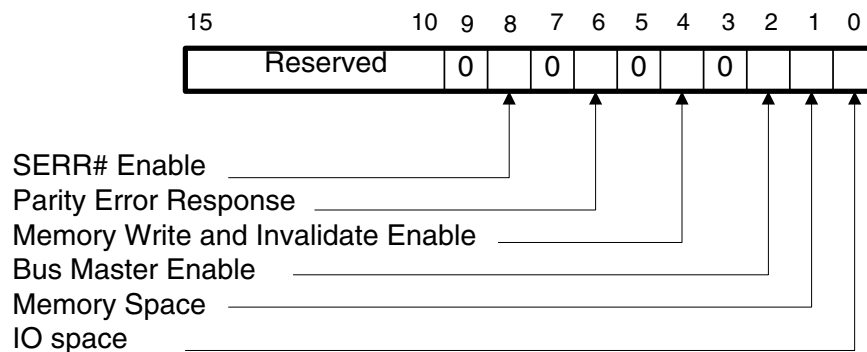 15 10 9 8 7 6 5 4 3 2 1 0
Reserved 0 0 0 0
SERR# Enable
Parity Error Response
Memory Write and Invalidate Enable
Bus Master Enable
Memory Space
IO space